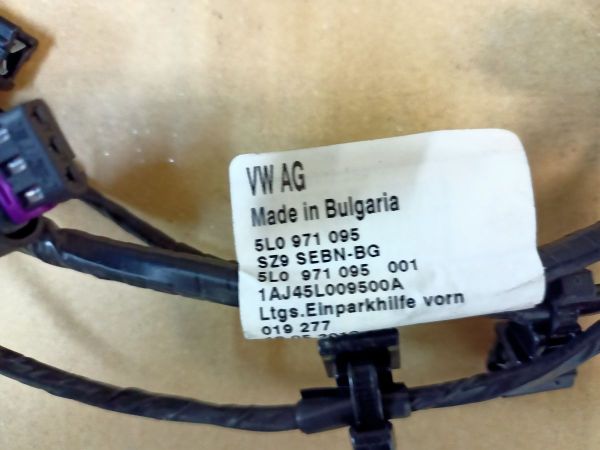 VW AG
Made in Bulgaria
5L0 971 095
SZ9 SEBN-BG
5L0 971 095 001
1AJ45L009500A
Ltgs.Einparkhilfe vorn
019 277